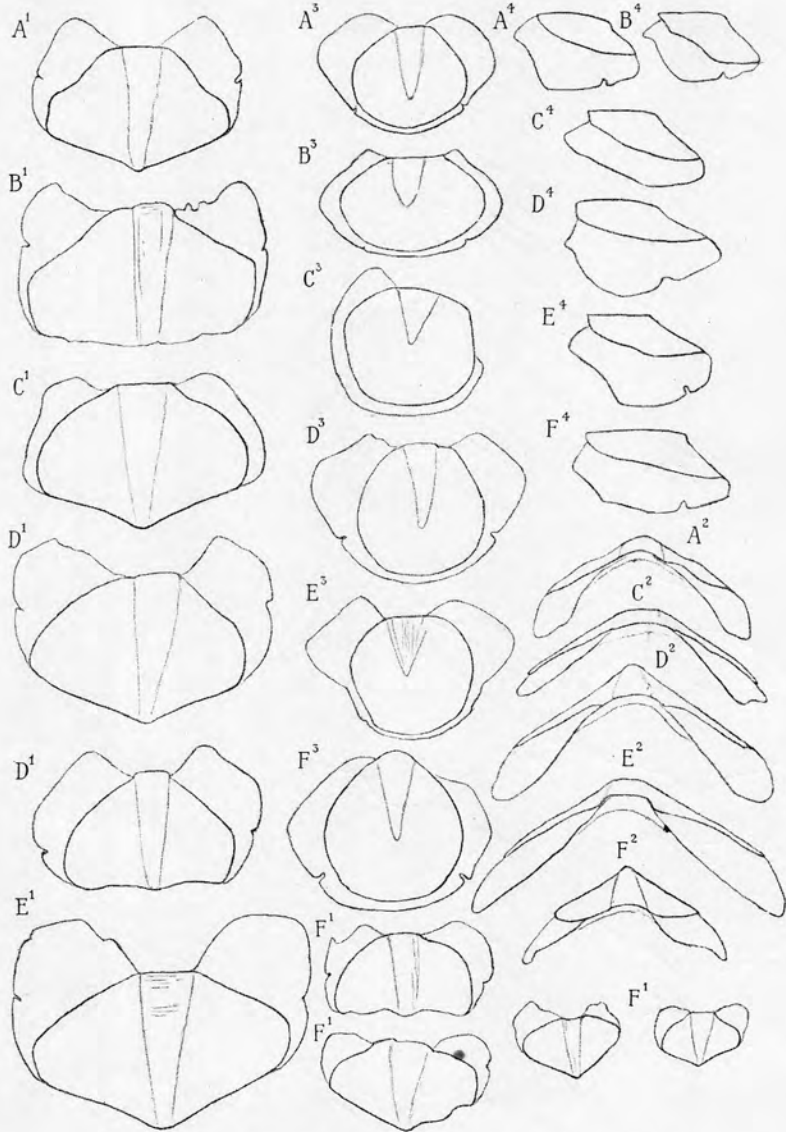 A¹
B¹
C¹
D¹
D¹
E¹
A³
B³
C³
D³
E³
F³
F¹
F¹
A⁴ B⁴
C⁴
D⁴
E⁴
F⁴
A²
C²
D²
E²
F²
F¹